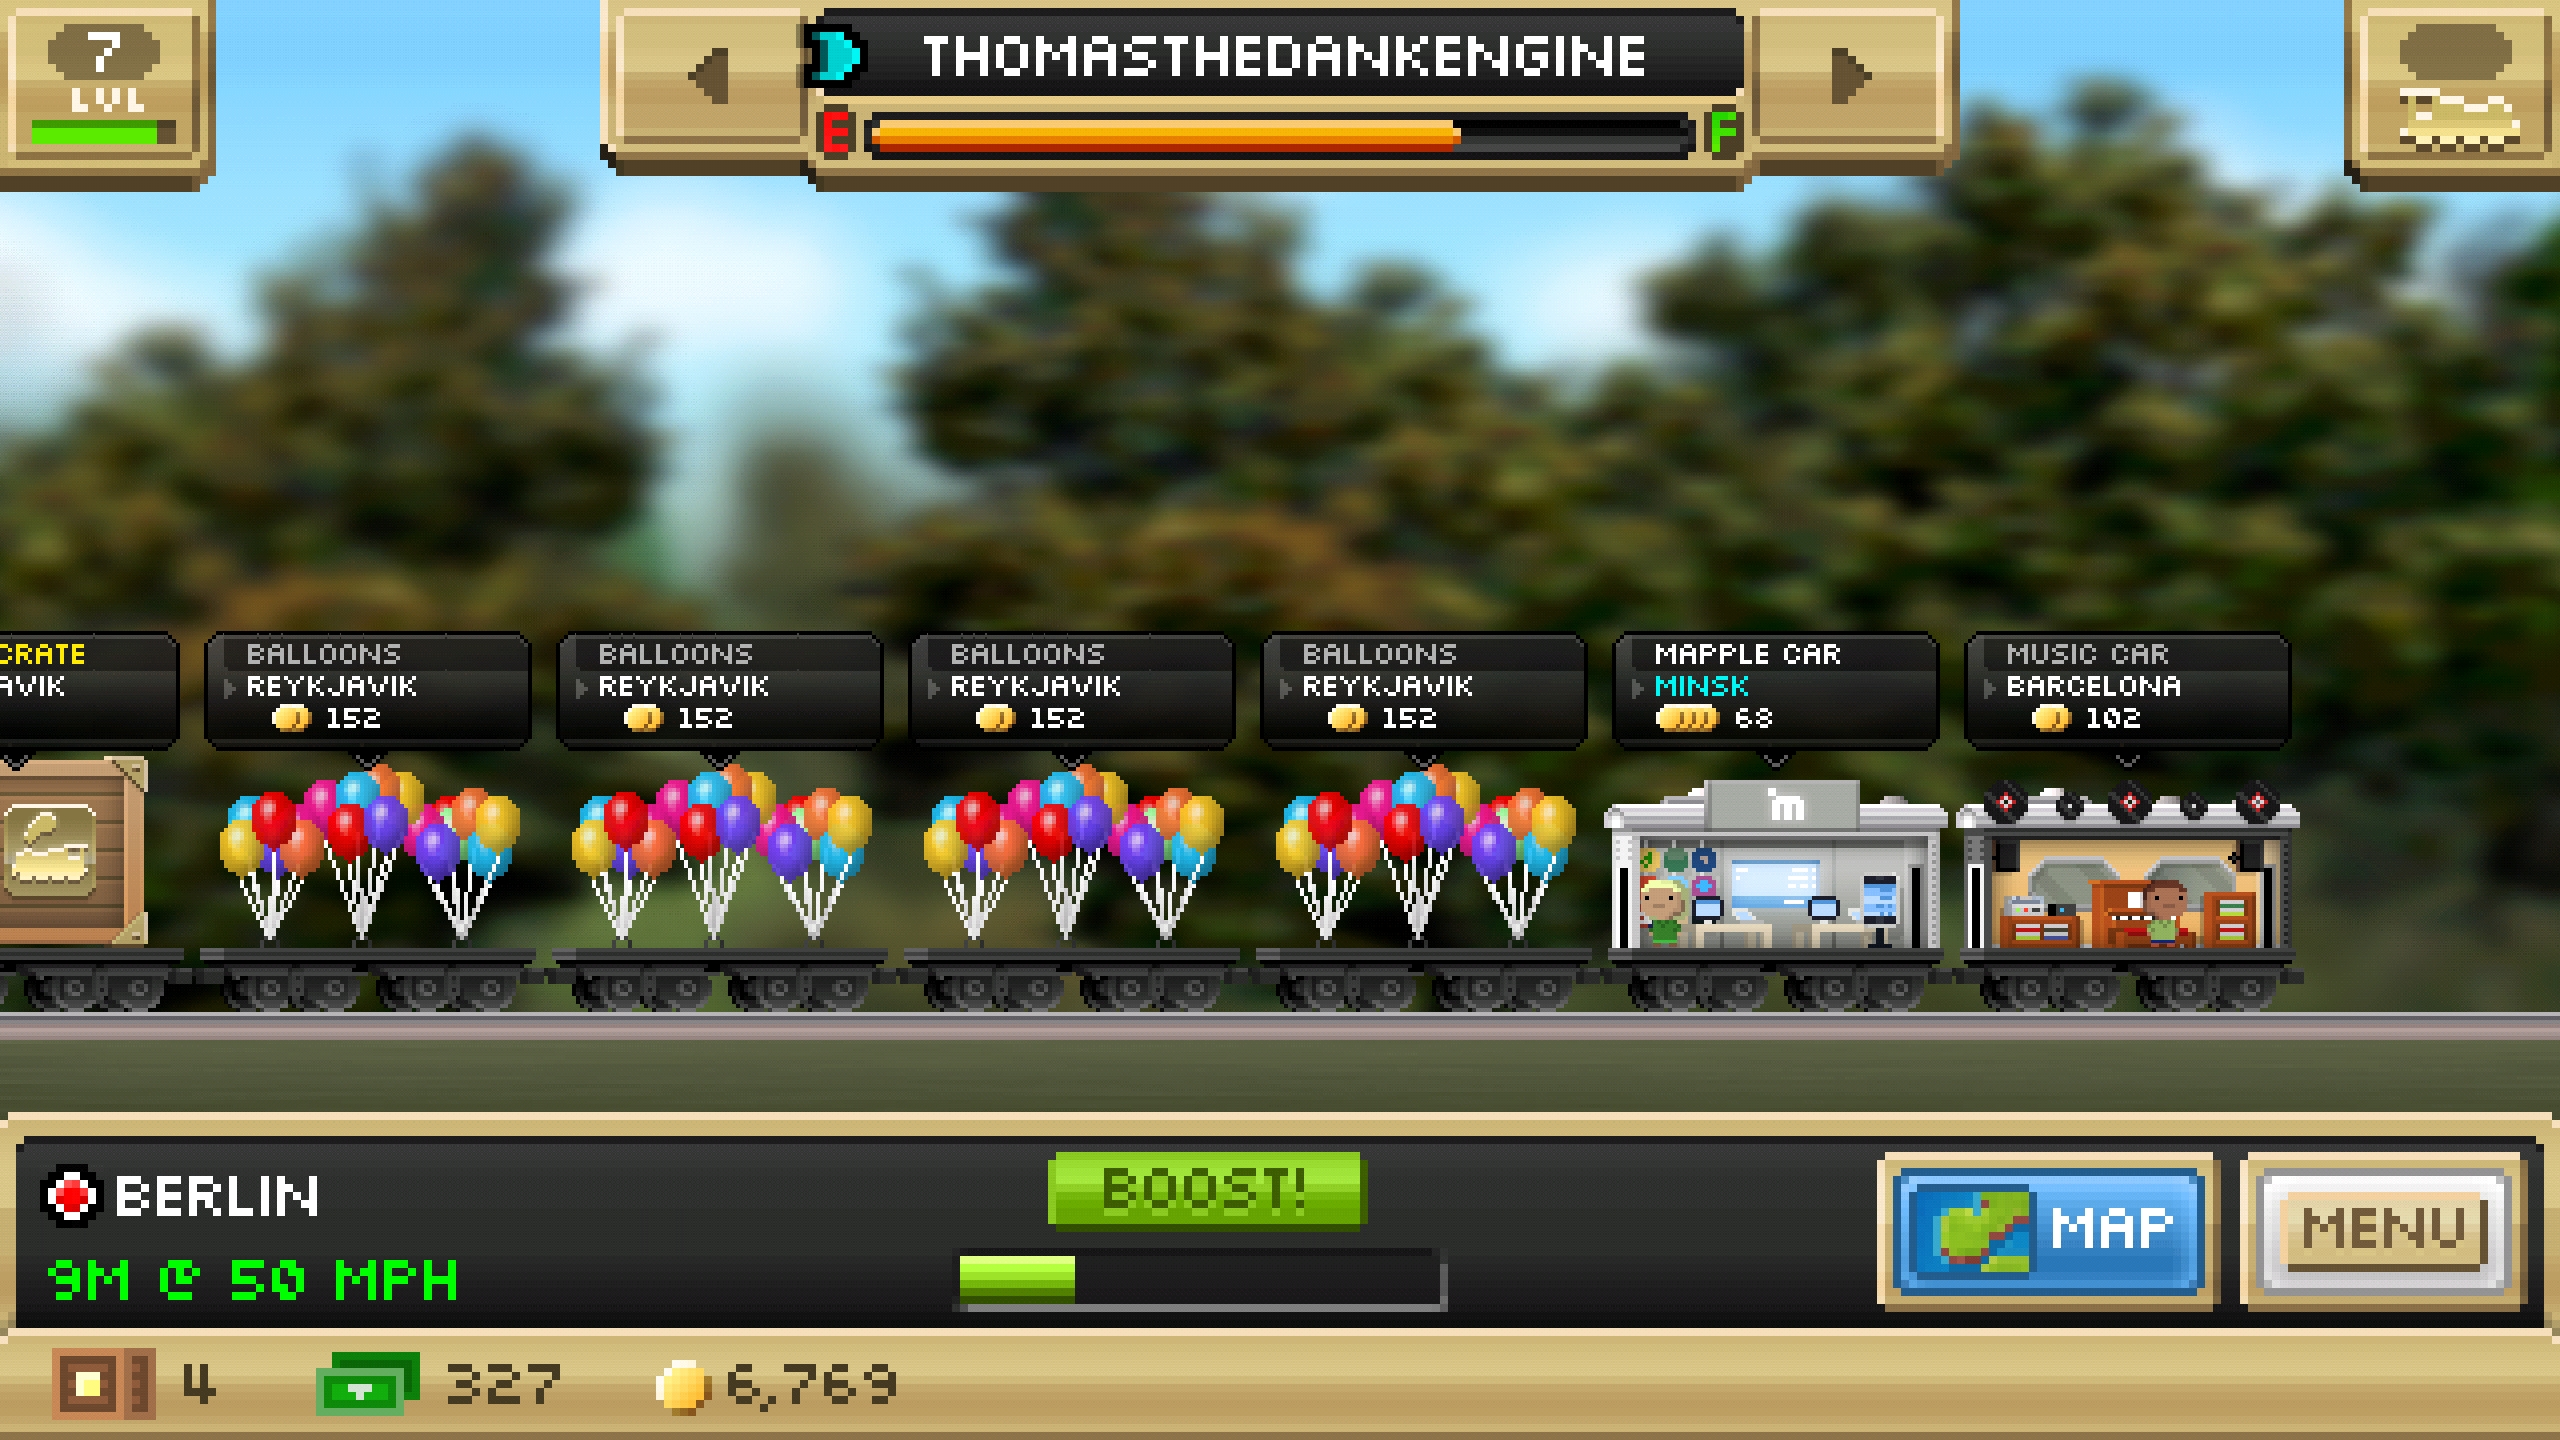 7
LVL
THOMASTHEDANKENGINE
E
F
CRATE
AVIK
BALLOONS
REYKJAVIK
152
BALLOONS
REYKJAVIK
152
BALLOONS
REYKJAVIK
152
BALLOONS
REYKJAVIK
152
MAPPLE CAR
MINSK
68
MUSIC CAR
BARCELONA
102
m
BERLIN
9M @ 50 MPH
BOOST!
MAP
MENU
4
327
6,769